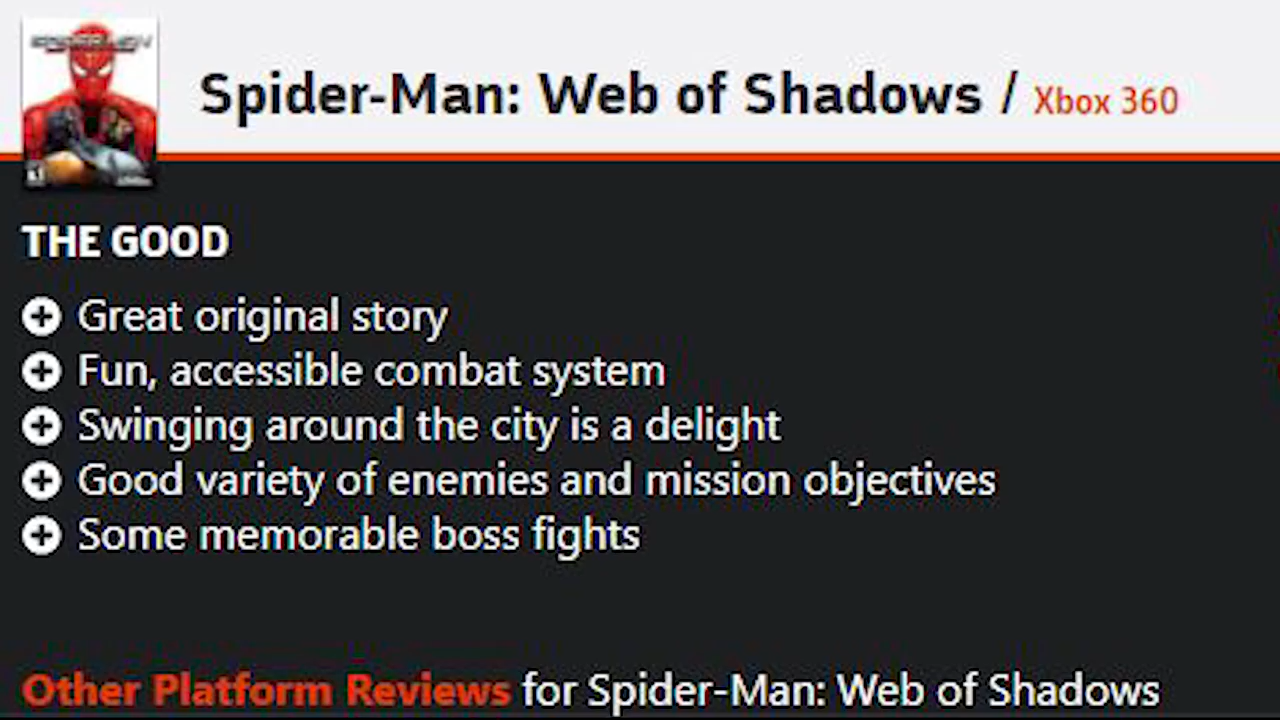 Spider-Man: Web of Shadows / Xbox 360
THE GOOD
Great original story
Fun, accessible combat system
Swinging around the city is a delight
Good variety of enemies and mission objectives
Some memorable boss fights
Other Platform Reviews for Spider-Man: Web of Shadows